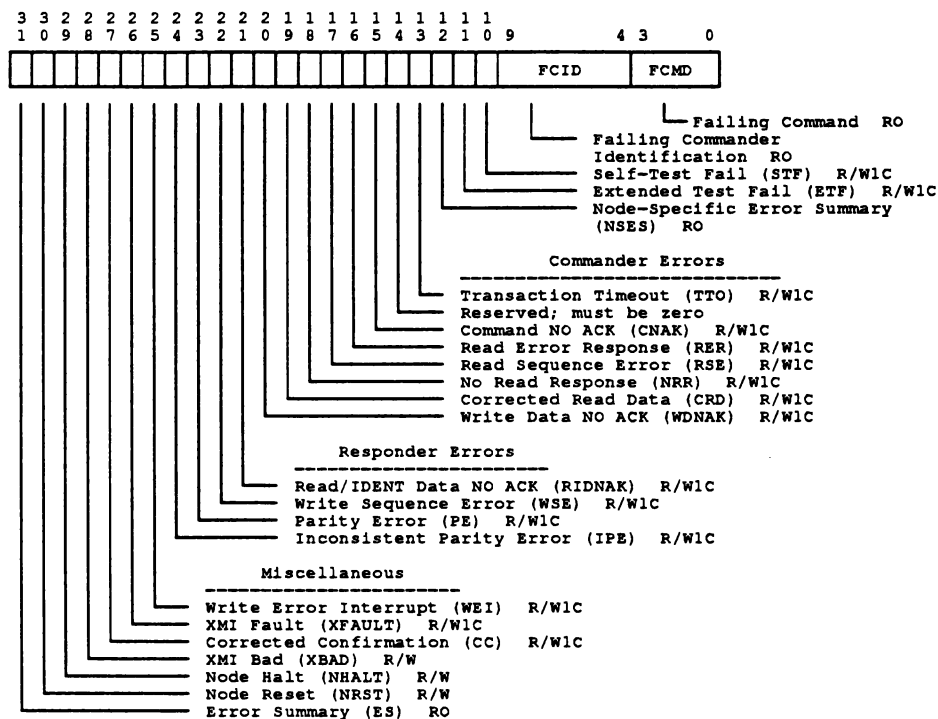 3 3 2 2 2 2 2 2 2 2 2 2 1 1 1 1 1 1 1 1 1 1
1 0 9 8 7 6 5 4 3 2 1 0 9 8 7 6 5 4 3 2 1 0 9 4 3 0
FCID FCMD
Failing Command RO
Failing Commander
Identification RO
Self-Test Fail (STF) R/W1C
Extended Test Fail (ETF) R/W1C
Node-Specific Error Summary
(NSES) RO
Commander Errors
Transaction Timeout (TTO) R/W1C
Reserved; must be zero
Command NO ACK (CNAK) R/W1C
Read Error Response (RER) R/W1C
Read Sequence Error (RSE) R/W1C
No Read Response (NRR) R/W1C
Corrected Read Data (CRD) R/W1C
Write Data NO ACK (WDNAK) R/W1C
Responder Errors
Read/IDENT Data NO ACK (RIDNAK) R/W1C
Write Sequence Error (WSE) R/W1C
Parity Error (PE) R/W1C
Inconsistent Parity Error (IPE) R/W1C
Miscellaneous
Write Error Interrupt (WEI) R/W1C
XMI Fault (XFAULT) R/W1C
Corrected Confirmation (CC) R/W1C
XMI Bad (XBAD) R/W
Node Halt (NHALT) R/W
Node Reset (NRST) R/W
Error Summary (ES) RO